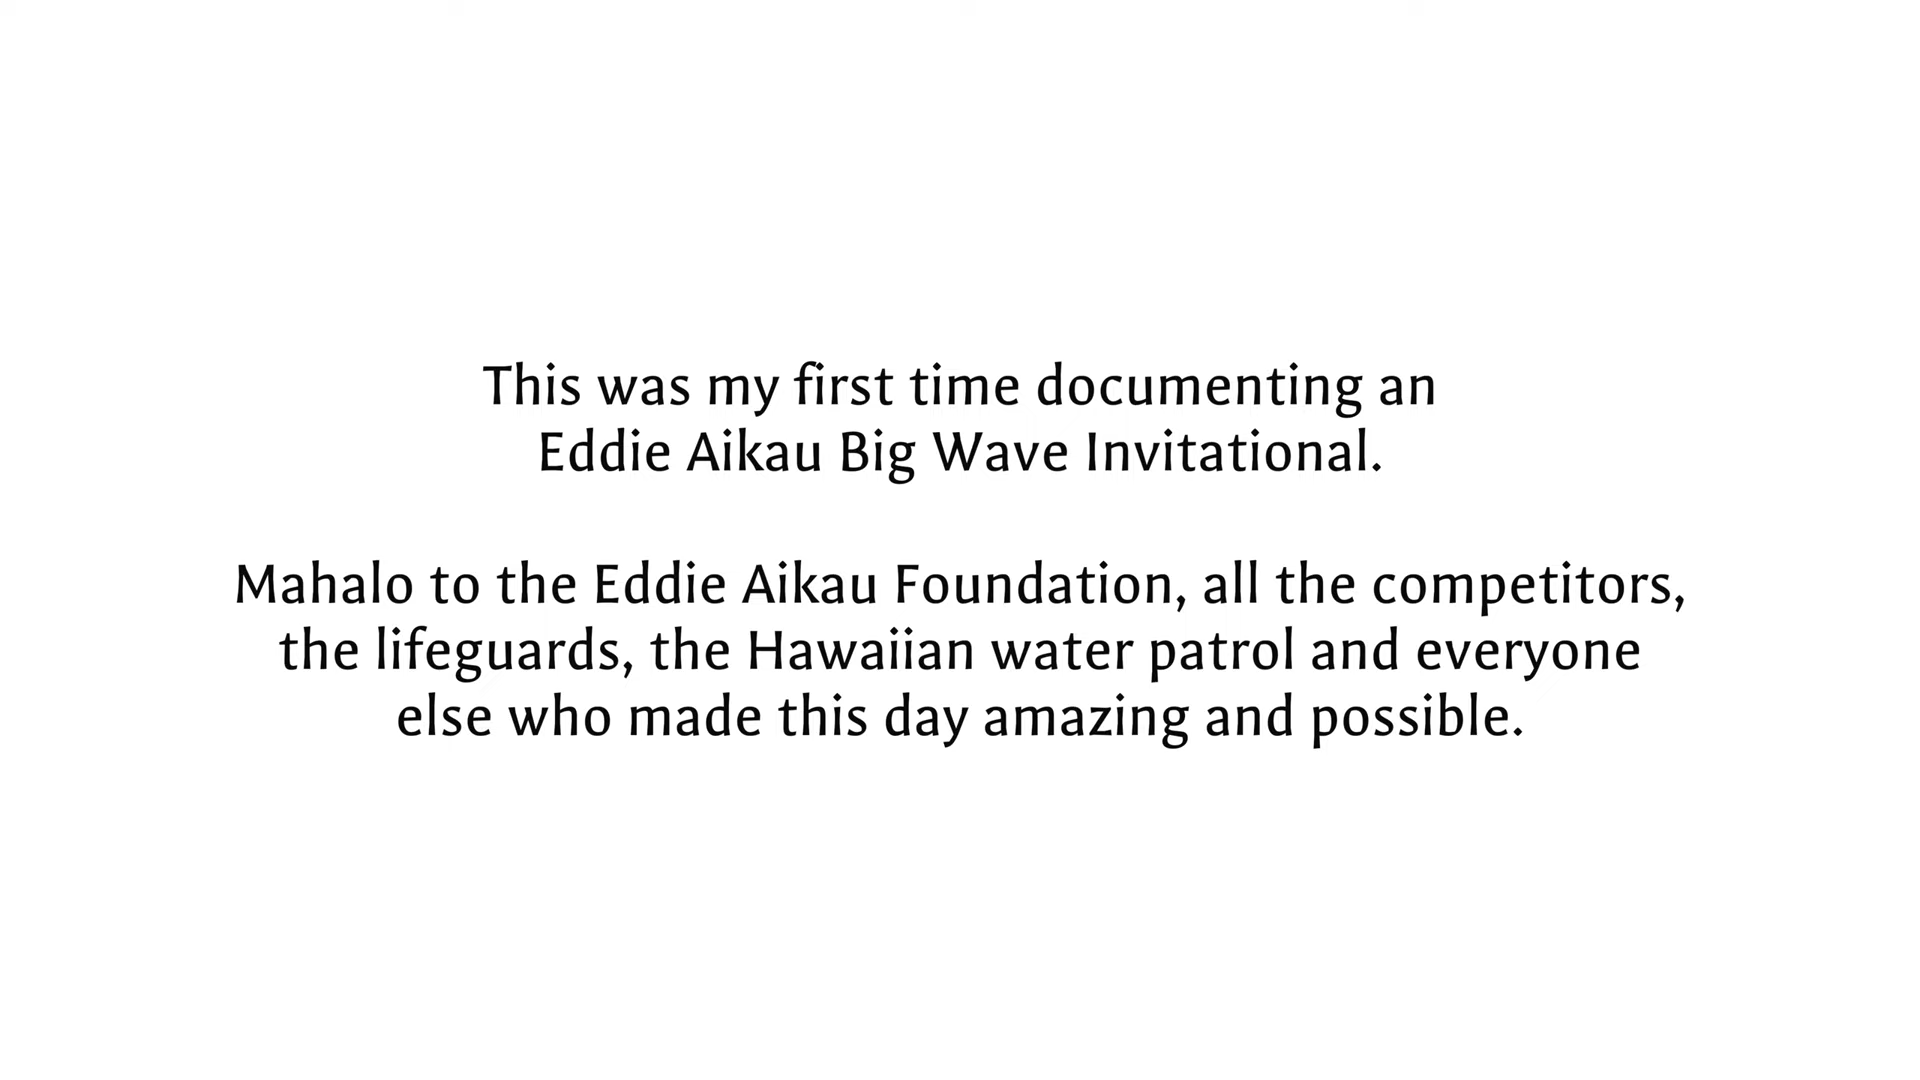 This was my first time documenting an
Eddie Aikau Big Wave Invitational.
Mahalo to the Eddie Aikau Foundation, all the competitors,
the lifeguards, the Hawaiian water patrol and everyone
else who made this day amazing and possible.